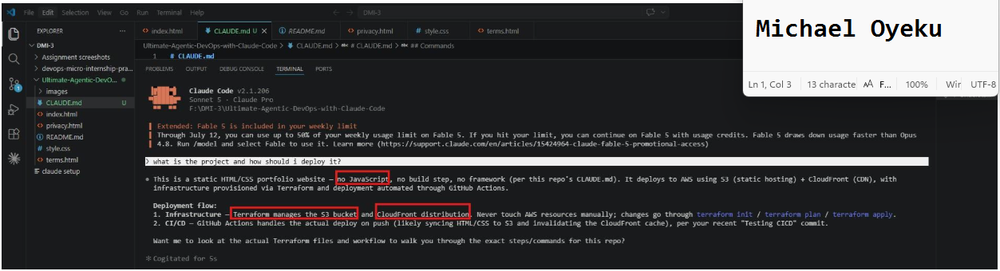 File Edit Selection View Go Run Terminal Help
DMI-3
Michael Oyeku
Ln 1, Col 3
13 characte
F...
100%
Wir
UTF-8
EXPLORER
DMI-3
Assignment screeshots
devops-micro-internship-pra...
Ultimate-Agentic-DevO...
images
CLAUDE.md U
index.html
privacy.html
README.md
style.css
terms.html
claude setup
index.html
CLAUDE.md U
README.md
privacy.html
style.css
terms.html
Ultimate-Agentic-DevOps-with-Claude-Code > CLAUDE.md > # CLAUDE.md > ## Commands
1 # CLAUDE.md
PROBLEMS OUTPUT DEBUG CONSOLE TERMINAL PORTS
Claude Code v2.1.206
Sonnet 5 - Claude Pro
F:\DMI-3\Ultimate-Agentic-DevOps-with-Claude-Code
Extended: Fable 5 is included in your weekly limit
Through July 12, you can use up to 50% of your weekly usage limit on Fable 5. If you hit your limit, you can continue on Fable 5 with usage credits. Fable 5 draws down usage faster than Opus
4.8. Run /model and select Fable to use it. Learn more (https://support.claude.com/en/articles/15424964-claude-fable-5-promotional-access)
> what is the project and how should i deploy it?
This is a static HTML/CSS portfolio website — no JavaScript, no build step, no framework (per this repo's CLAUDE.md). It deploys to AWS using S3 (static hosting) + CloudFront (CDN), with
infrastructure provisioned via Terraform and deployment automated through GitHub Actions.
Deployment flow:
1. Infrastructure — Terraform manages the S3 bucket and CloudFront distribution. Never touch AWS resources manually; changes go through terraform init / terraform plan / terraform apply.
2. CI/CD — GitHub Actions handles the actual deploy on push (likely syncing HTML/CSS to S3 and invalidating the CloudFront cache), per your recent "Testing CICD" commit.
Want me to look at the actual Terraform files and workflow to walk you through the exact steps/commands for this repo?
Cogitated for 5s